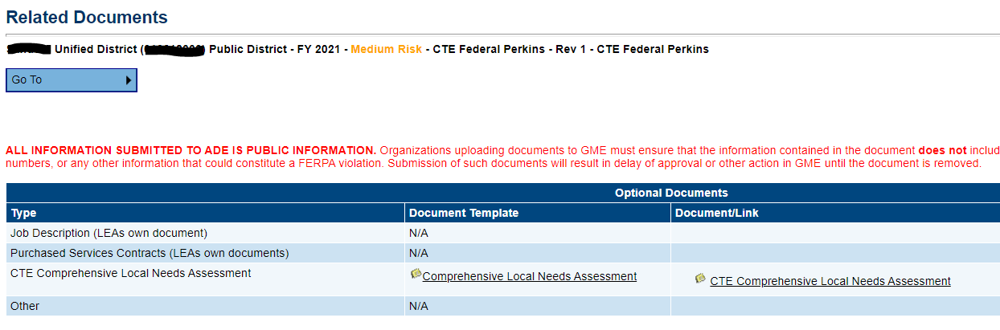 Related Documents
Unified District ( ) Public District - FY 2021 - Medium Risk - CTE Federal Perkins - Rev 1 - CTE Federal Perkins
Go To
ALL INFORMATION SUBMITTED TO ADE IS PUBLIC INFORMATION. Organizations uploading documents to GME must ensure that the information contained in the document does not includ
numbers, or any other information that could constitute a FERPA violation. Submission of such documents will result in delay of approval or other action in GME until the document is removed.
Optional Documents
Type Document Template Document/Link
Job Description (LEAs own document) N/A
Purchased Services Contracts (LEAs own documents) N/A
CTE Comprehensive Local Needs Assessment Comprehensive Local Needs Assessment CTE Comprehensive Local Needs Assessment
Other N/A